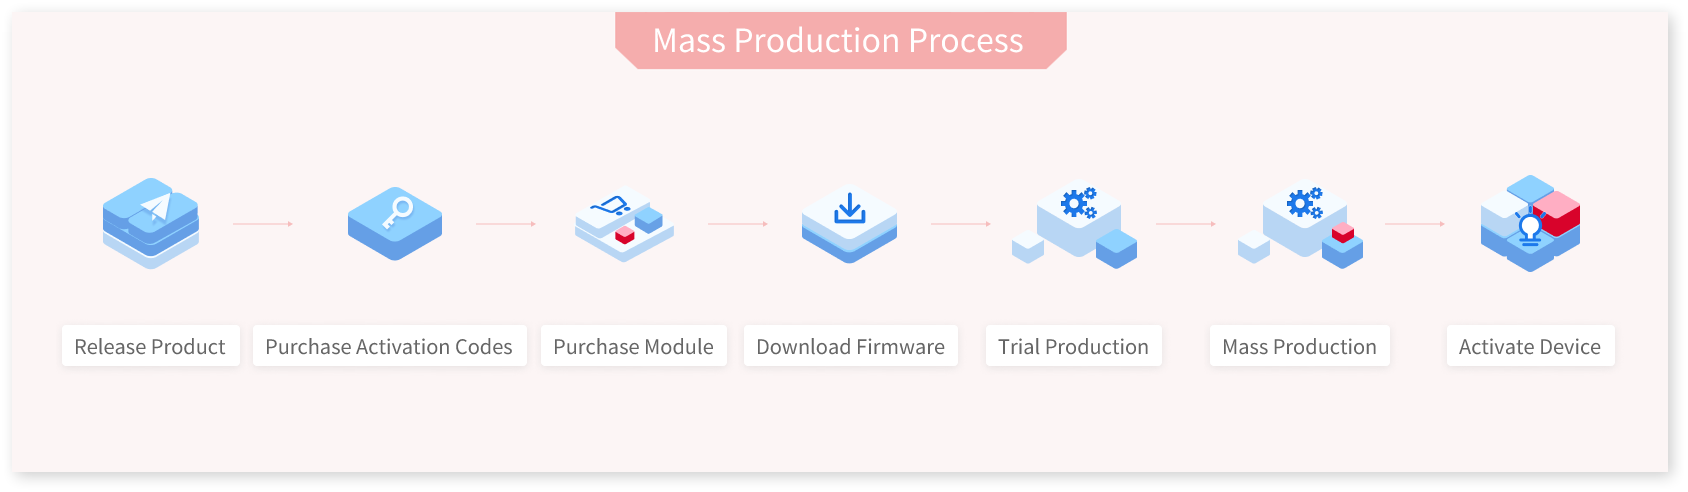 Mass Production Process
Release Product
Purchase Activation Codes
Purchase Module
Download Firmware
Trial Production
Mass Production
Activate Device